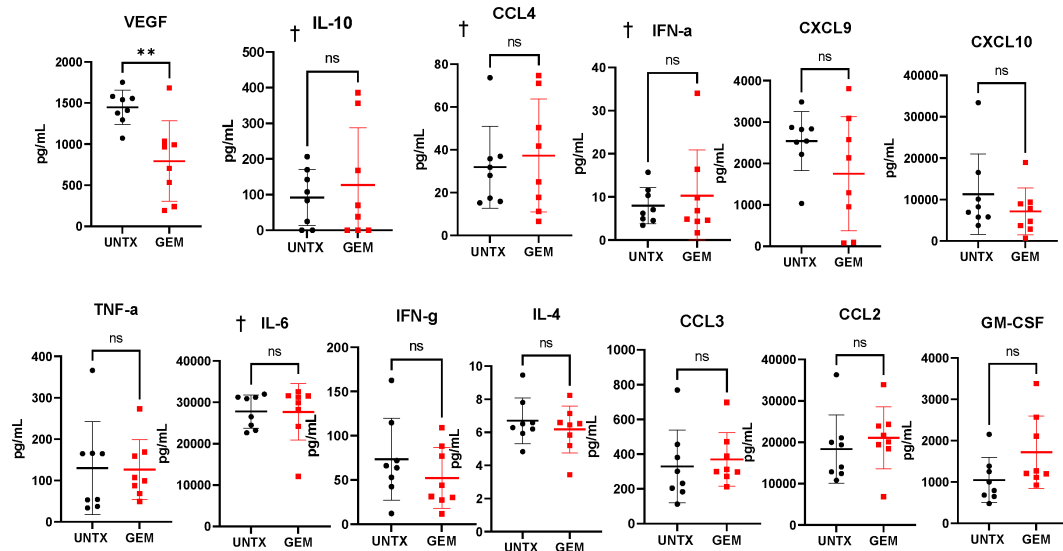 VEGF
**
pg/mL
2000
1500
1000
500
0
UNTX GEM
† IL-10
ns
pg/mL
500
400
300
200
100
0
UNTX GEM
† CCL4
ns
pg/mL
80
60
40
20
0
UNTX GEM
† IFN-a
ns
pg/mL
40
30
20
10
0
UNTX GEM
CXCL9
ns
pg/mL
4000
3000
2000
1000
0
UNTX GEM
CXCL10
ns
pg/mL
40000
30000
20000
10000
0
UNTX GEM
TNF-a
ns
pg/mL
400
300
200
100
0
UNTX GEM
† IL-6
ns
pg/mL
40000
30000
20000
10000
0
UNTX GEM
IFN-g
ns
pg/mL
200
150
100
50
0
UNTX GEM
IL-4
ns
pg/mL
10
8
6
4
2
0
UNTX GEM
CCL3
ns
pg/mL
1000
800
600
400
200
0
UNTX GEM
CCL2
ns
pg/mL
40000
30000
20000
10000
0
UNTX GEM
GM-CSF
ns
pg/mL
4000
3000
2000
1000
0
UNTX GEM